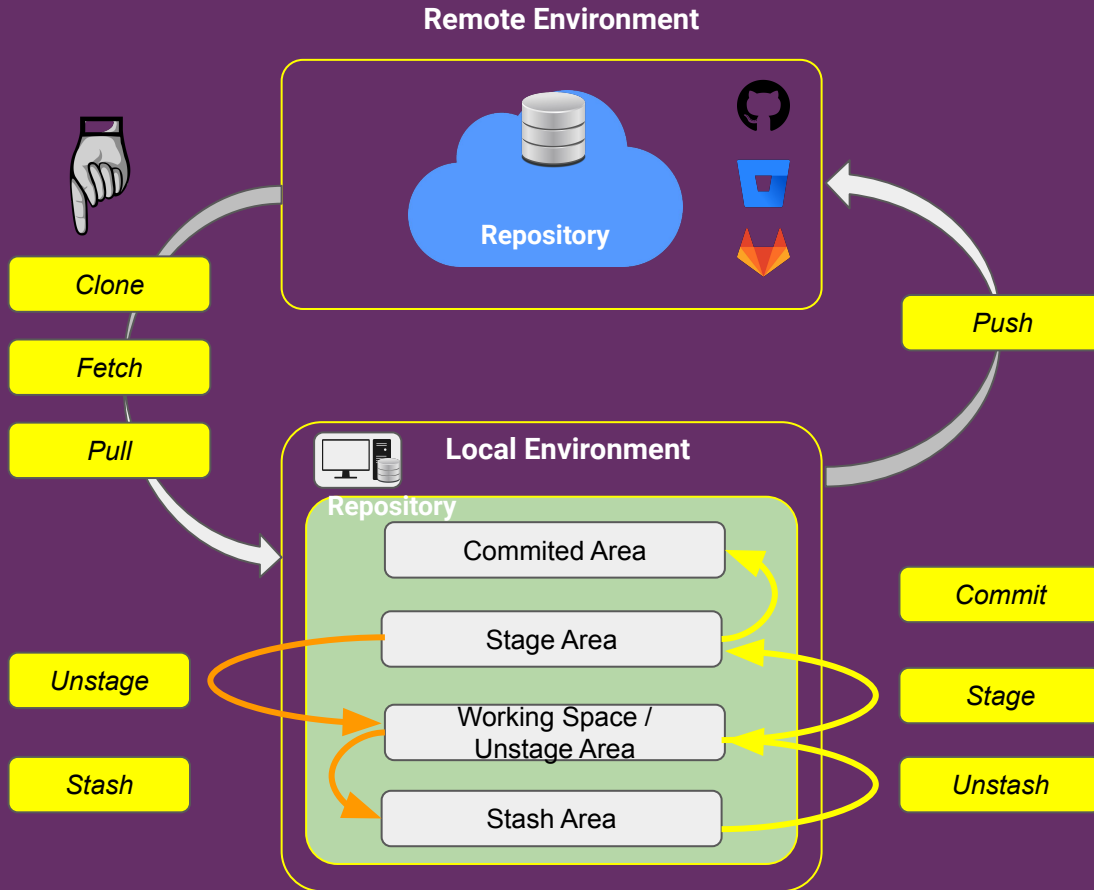 Remote Environment
Repository
Clone
Fetch
Pull
Push
Local Environment
Repository
Commited Area
Stage Area
Working Space /
Unstage Area
Stash Area
Unstage
Stash
Commit
Stage
Unstash